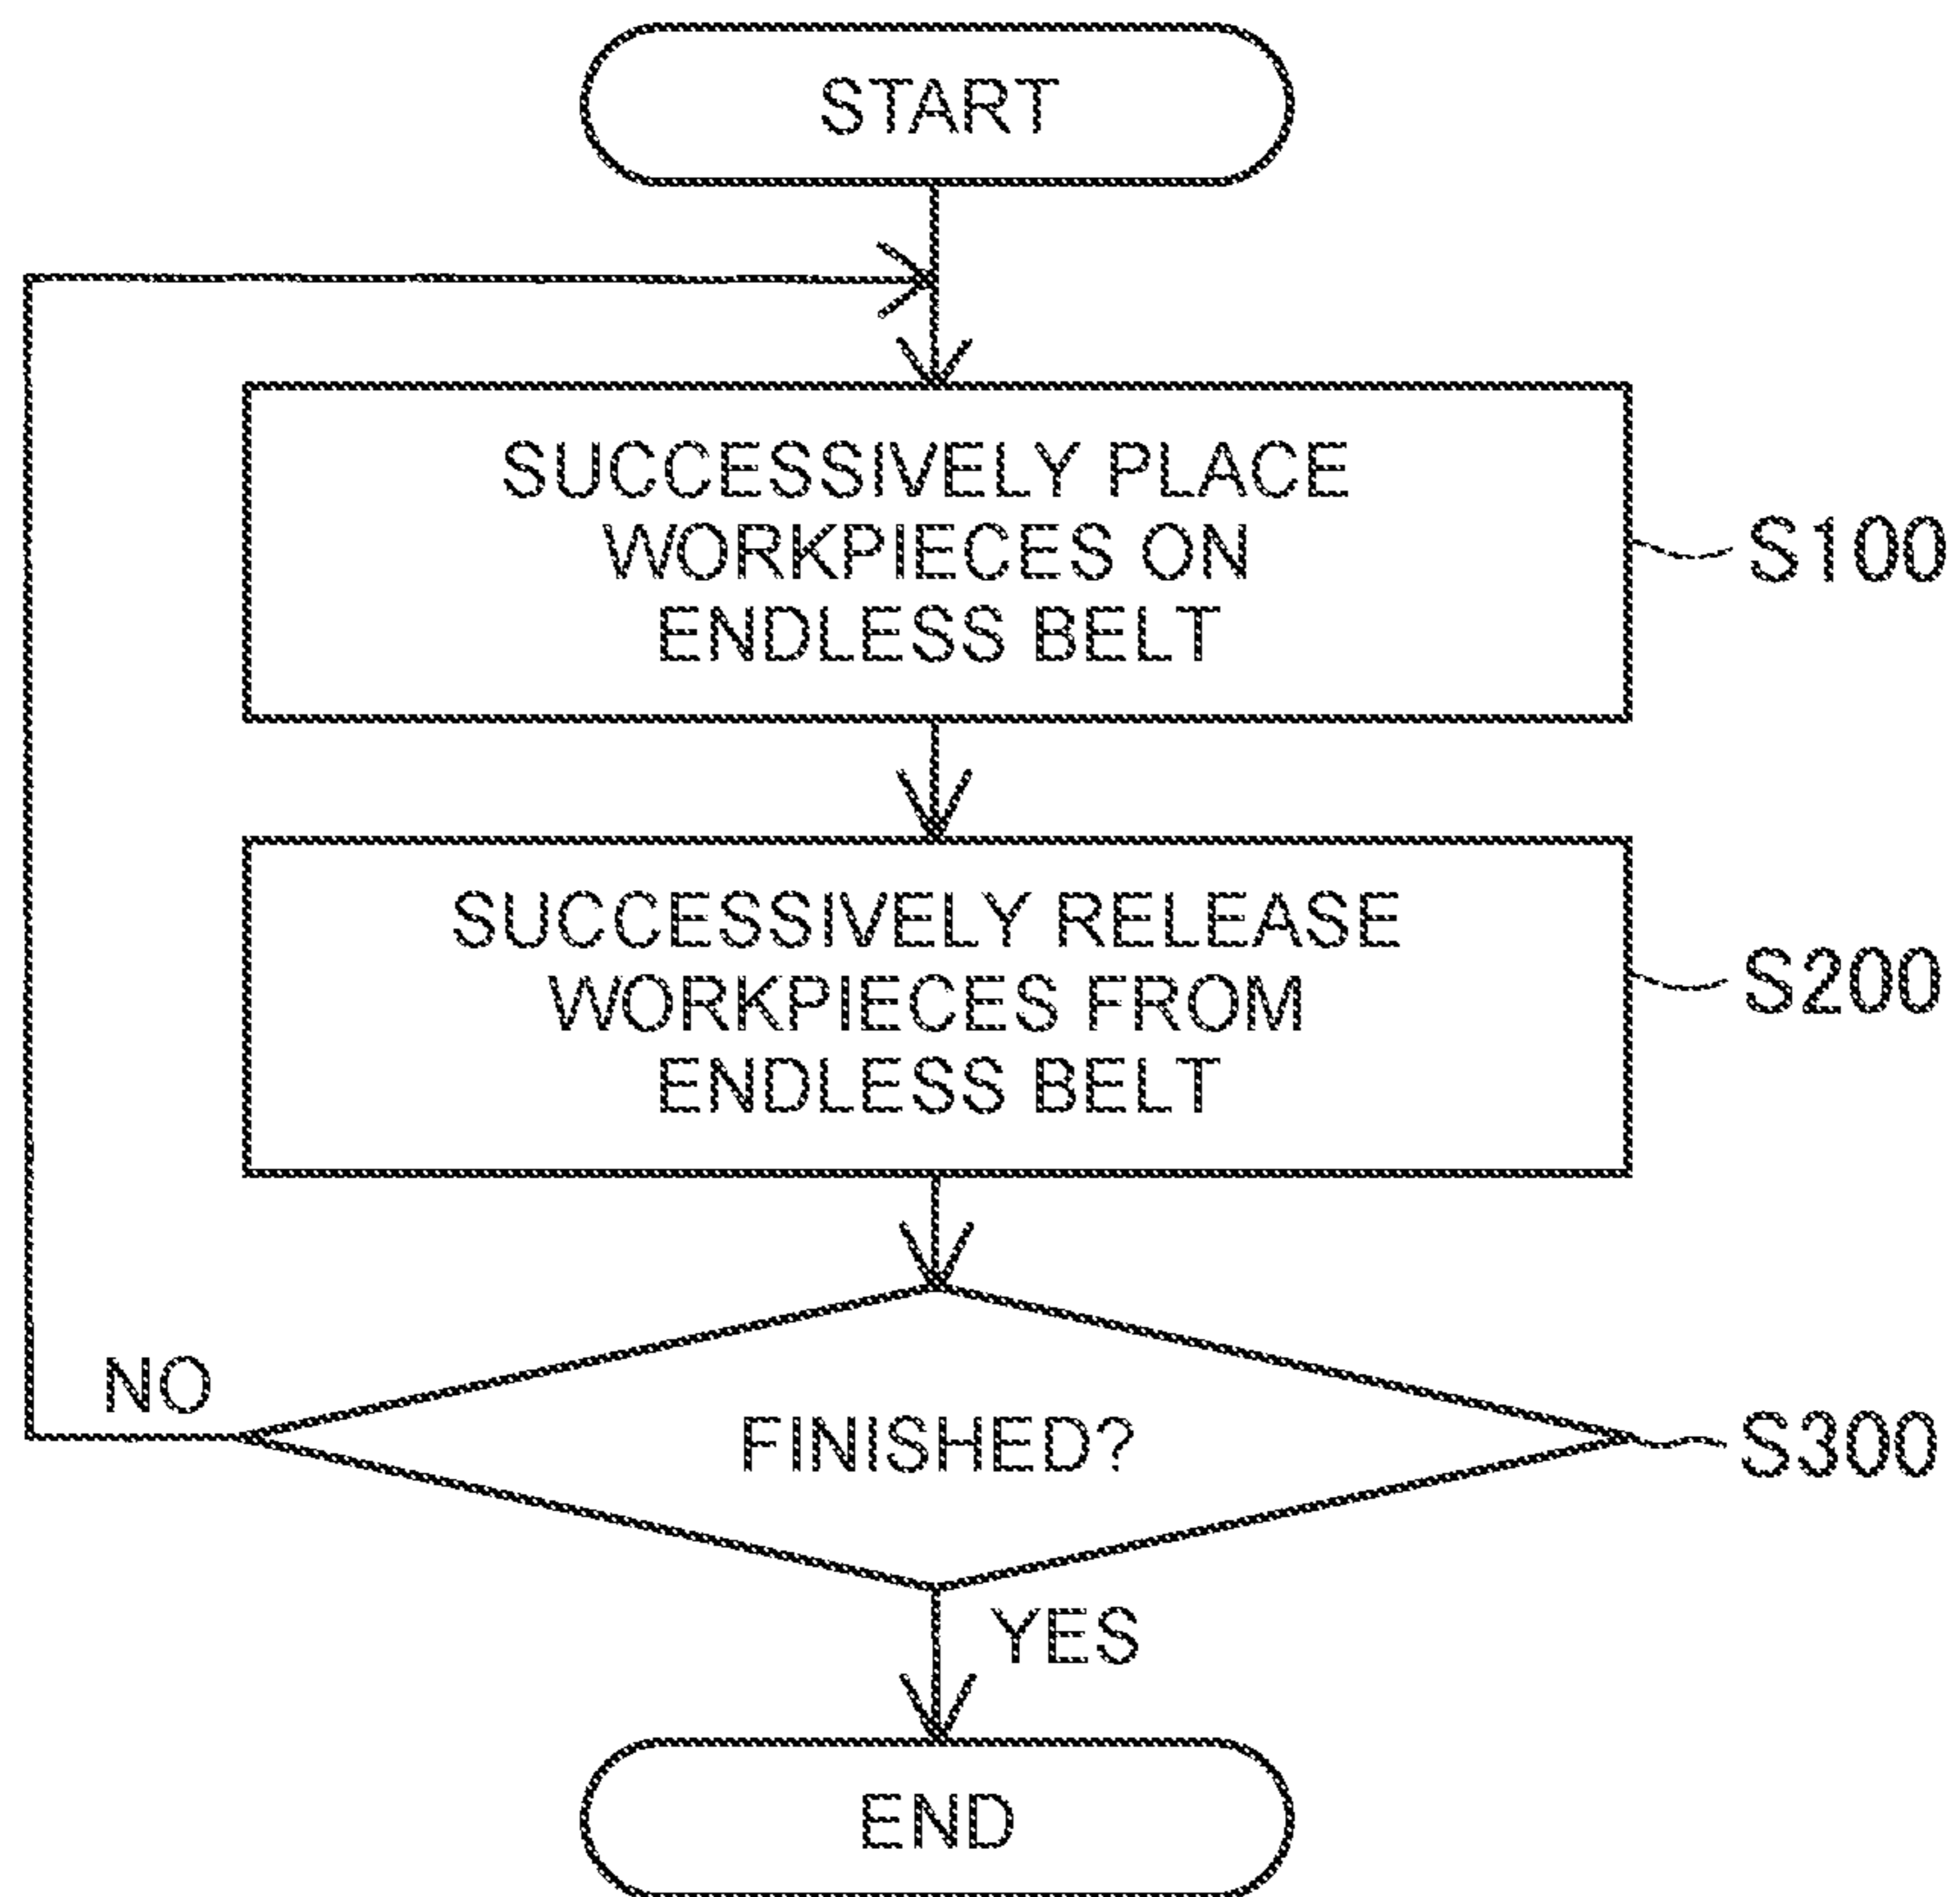 START
SUCCESSIVELY PLACE
WORKPIECES ON
ENDLESS BELT
S100
SUCCESSIVELY RELEASE
WORKPIECES FROM
ENDLESS BELT
S200
NO
FINISHED?
S300
YES
END